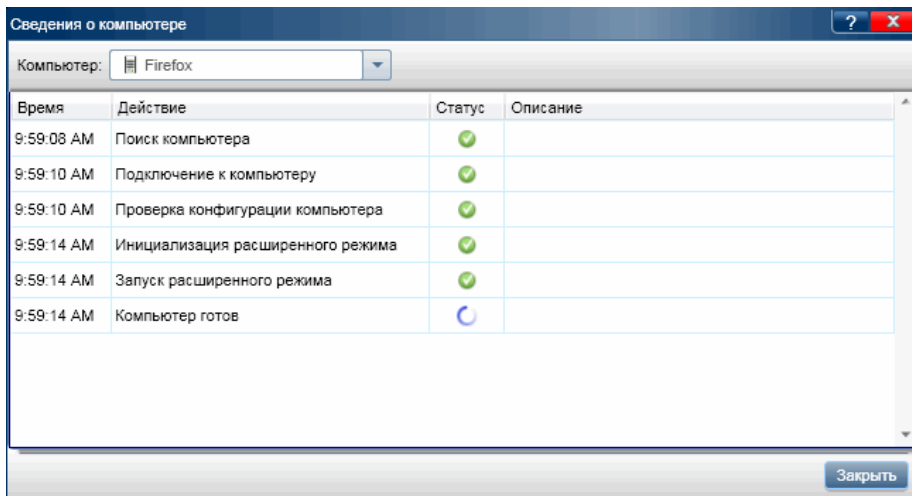 Сведения о компьютере ? X
Компьютер: Firefox
Время Действие Статус Описание
9:59:08 AM Поиск компьютера
9:59:10 AM Подключение к компьютеру
9:59:10 AM Проверка конфигурации компьютера
9:59:14 AM Инициализация расширенного режима
9:59:14 AM Запуск расширенного режима
9:59:14 AM Компьютер готов
Закрыть